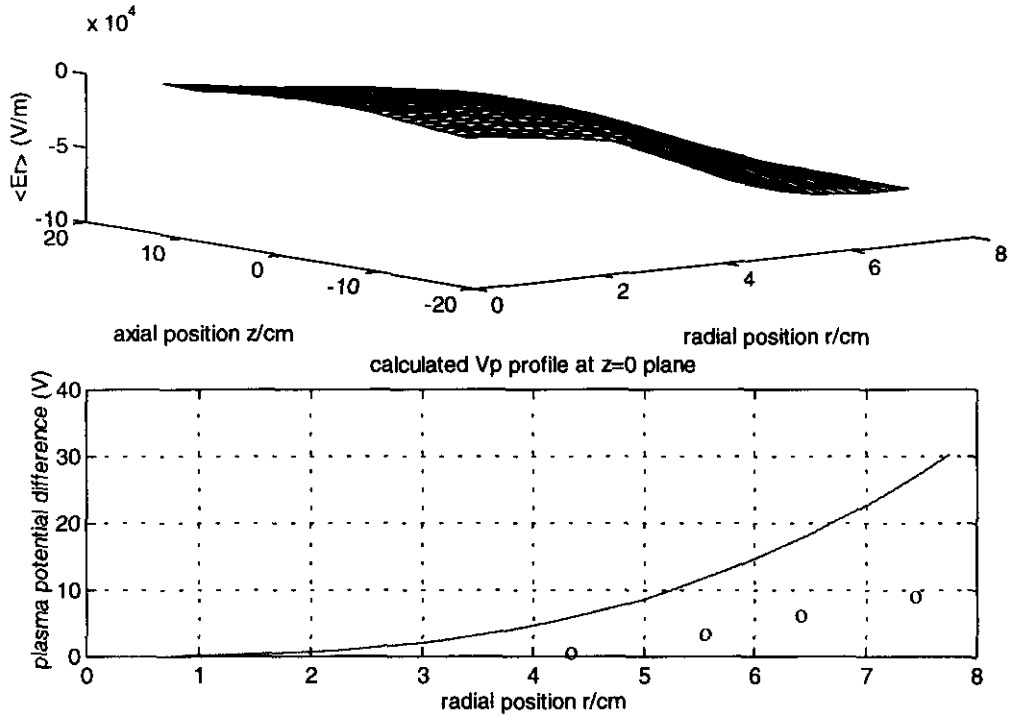 x 10⁴
0
-5
-10
<Er> (V/m)
20
10
0
-10
-20
0
2
4
6
8
axial position z/cm
radial position r/cm
calculated Vp profile at z=0 plane
40
30
20
10
0
plasma potential difference (V)
0 1 2 3 4 5 6 7 8
radial position r/cm